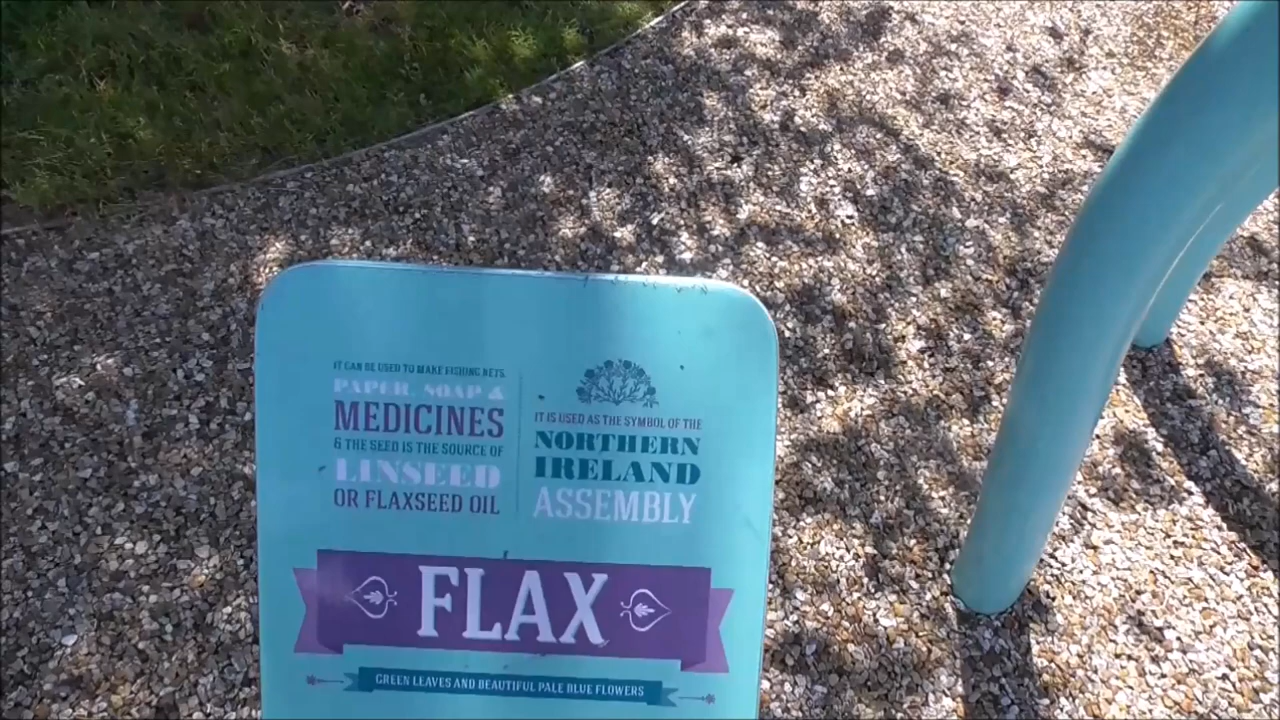 IT CAN BE USED TO MAKE FISHING NETS,
PAPER, SOAP &
MEDICINES
& THE SEED IS THE SOURCE OF
LINSEED
OR FLAXSEED OIL
IT IS USED AS THE SYMBOL OF THE
NORTHERN
IRELAND
ASSEMBLY
FLAX
GREEN LEAVES AND BEAUTIFUL PALE BLUE FLOWERS